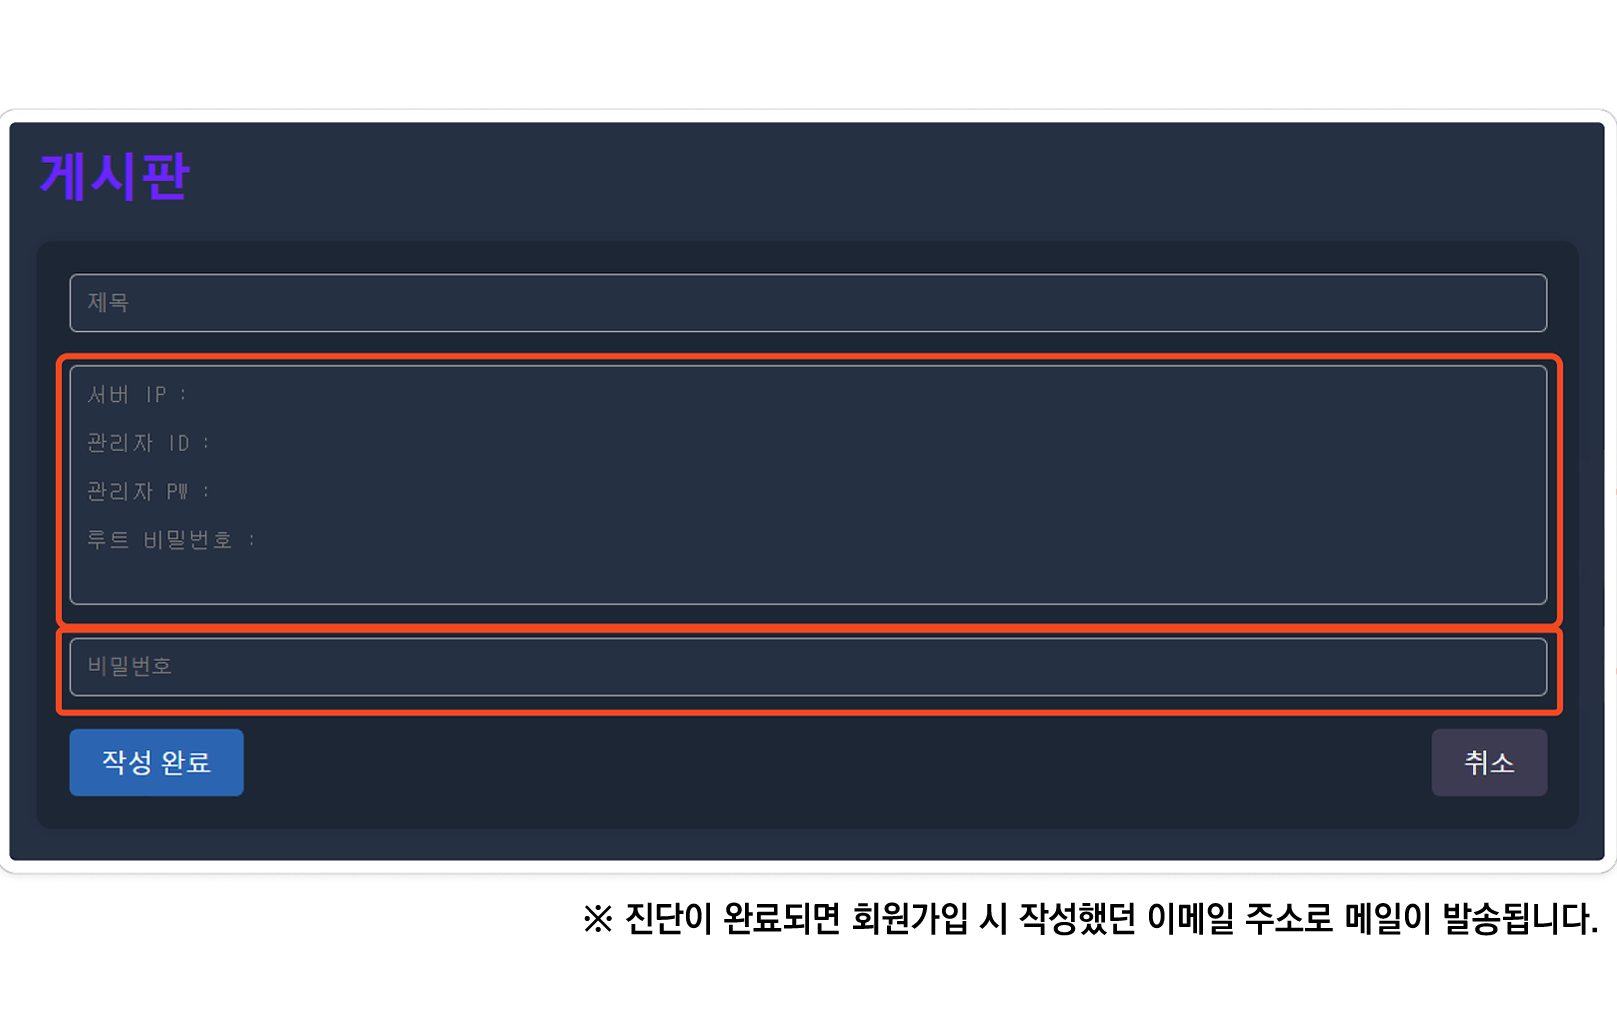 게시판
제목
서버 IP :
관리자 ID :
관리자 PW :
루트 비밀번호 :
비밀번호
작성 완료
취소
※ 진단이 완료되면 회원가입 시 작성했던 이메일 주소로 메일이 발송됩니다.